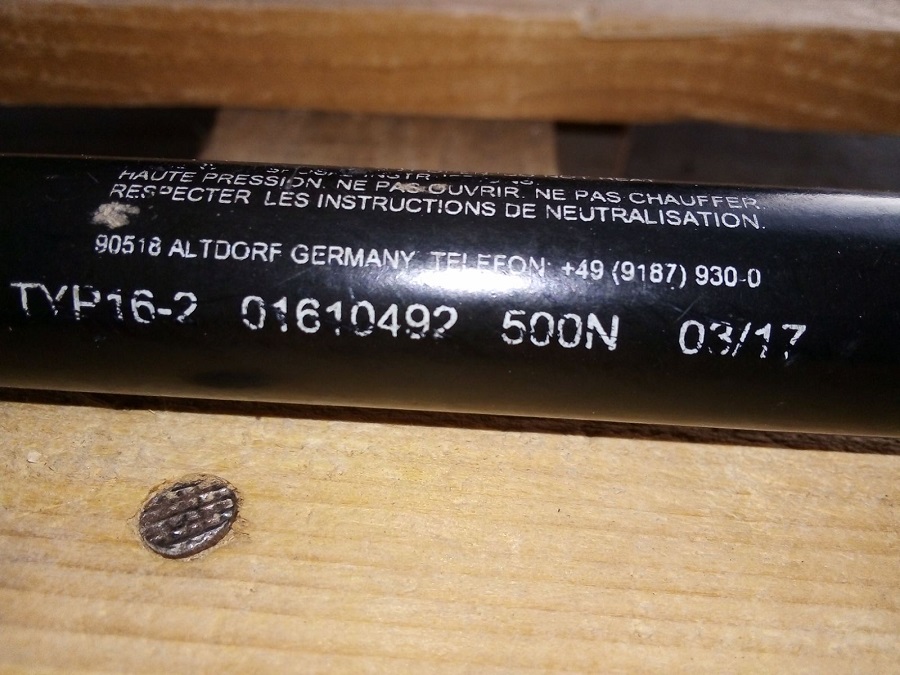 HAUTE PRESSION. NE PAS OUVRIR. NE PAS CHAUFFER.
RESPECTER LES INSTRUCTIONS DE NEUTRALISATION.
90518 ALTDORF GERMANY TELEFON: +49 (9187) 930-0
TYP16-2 01610492 500N 03/17